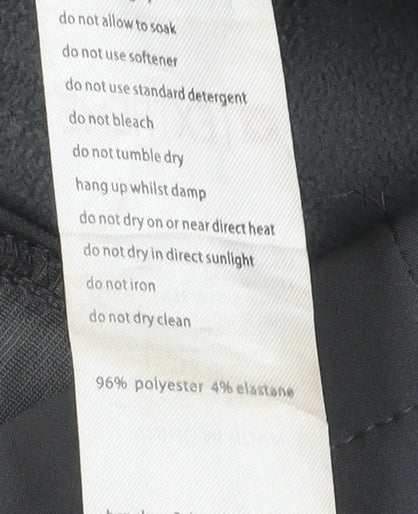 do not allow to soak
do not use softener
do not use standard detergent
do not bleach
do not tumble dry
hang up whilst damp
do not dry on or near direct heat
do not dry in direct sunlight
do not iron
do not dry clean
96% polyester 4% elastane